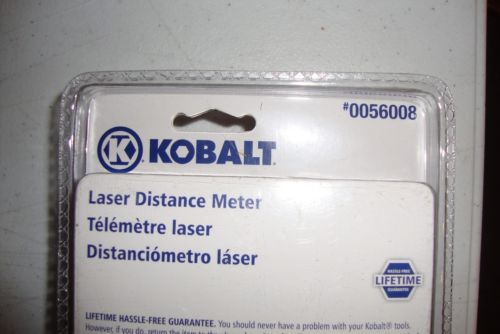 #0056008
K KOBALT
Laser Distance Meter
Télémètre laser
Distanciómetro láser
HASSLE-FREE
LIFETIME
GUARANTEE
LIFETIME HASSLE-FREE GUARANTEE. You should never have a problem with your Kobalt® tools.
However, if you do, return the item to